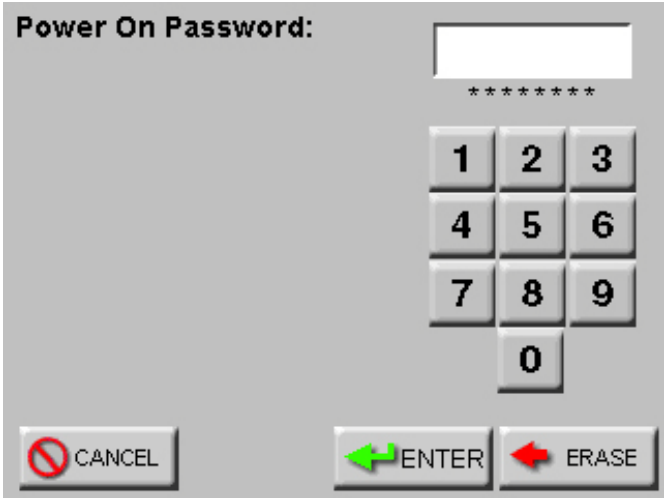 Power On Password:
********
1 2 3
4 5 6
7 8 9
0
CANCEL ENTER ERASE